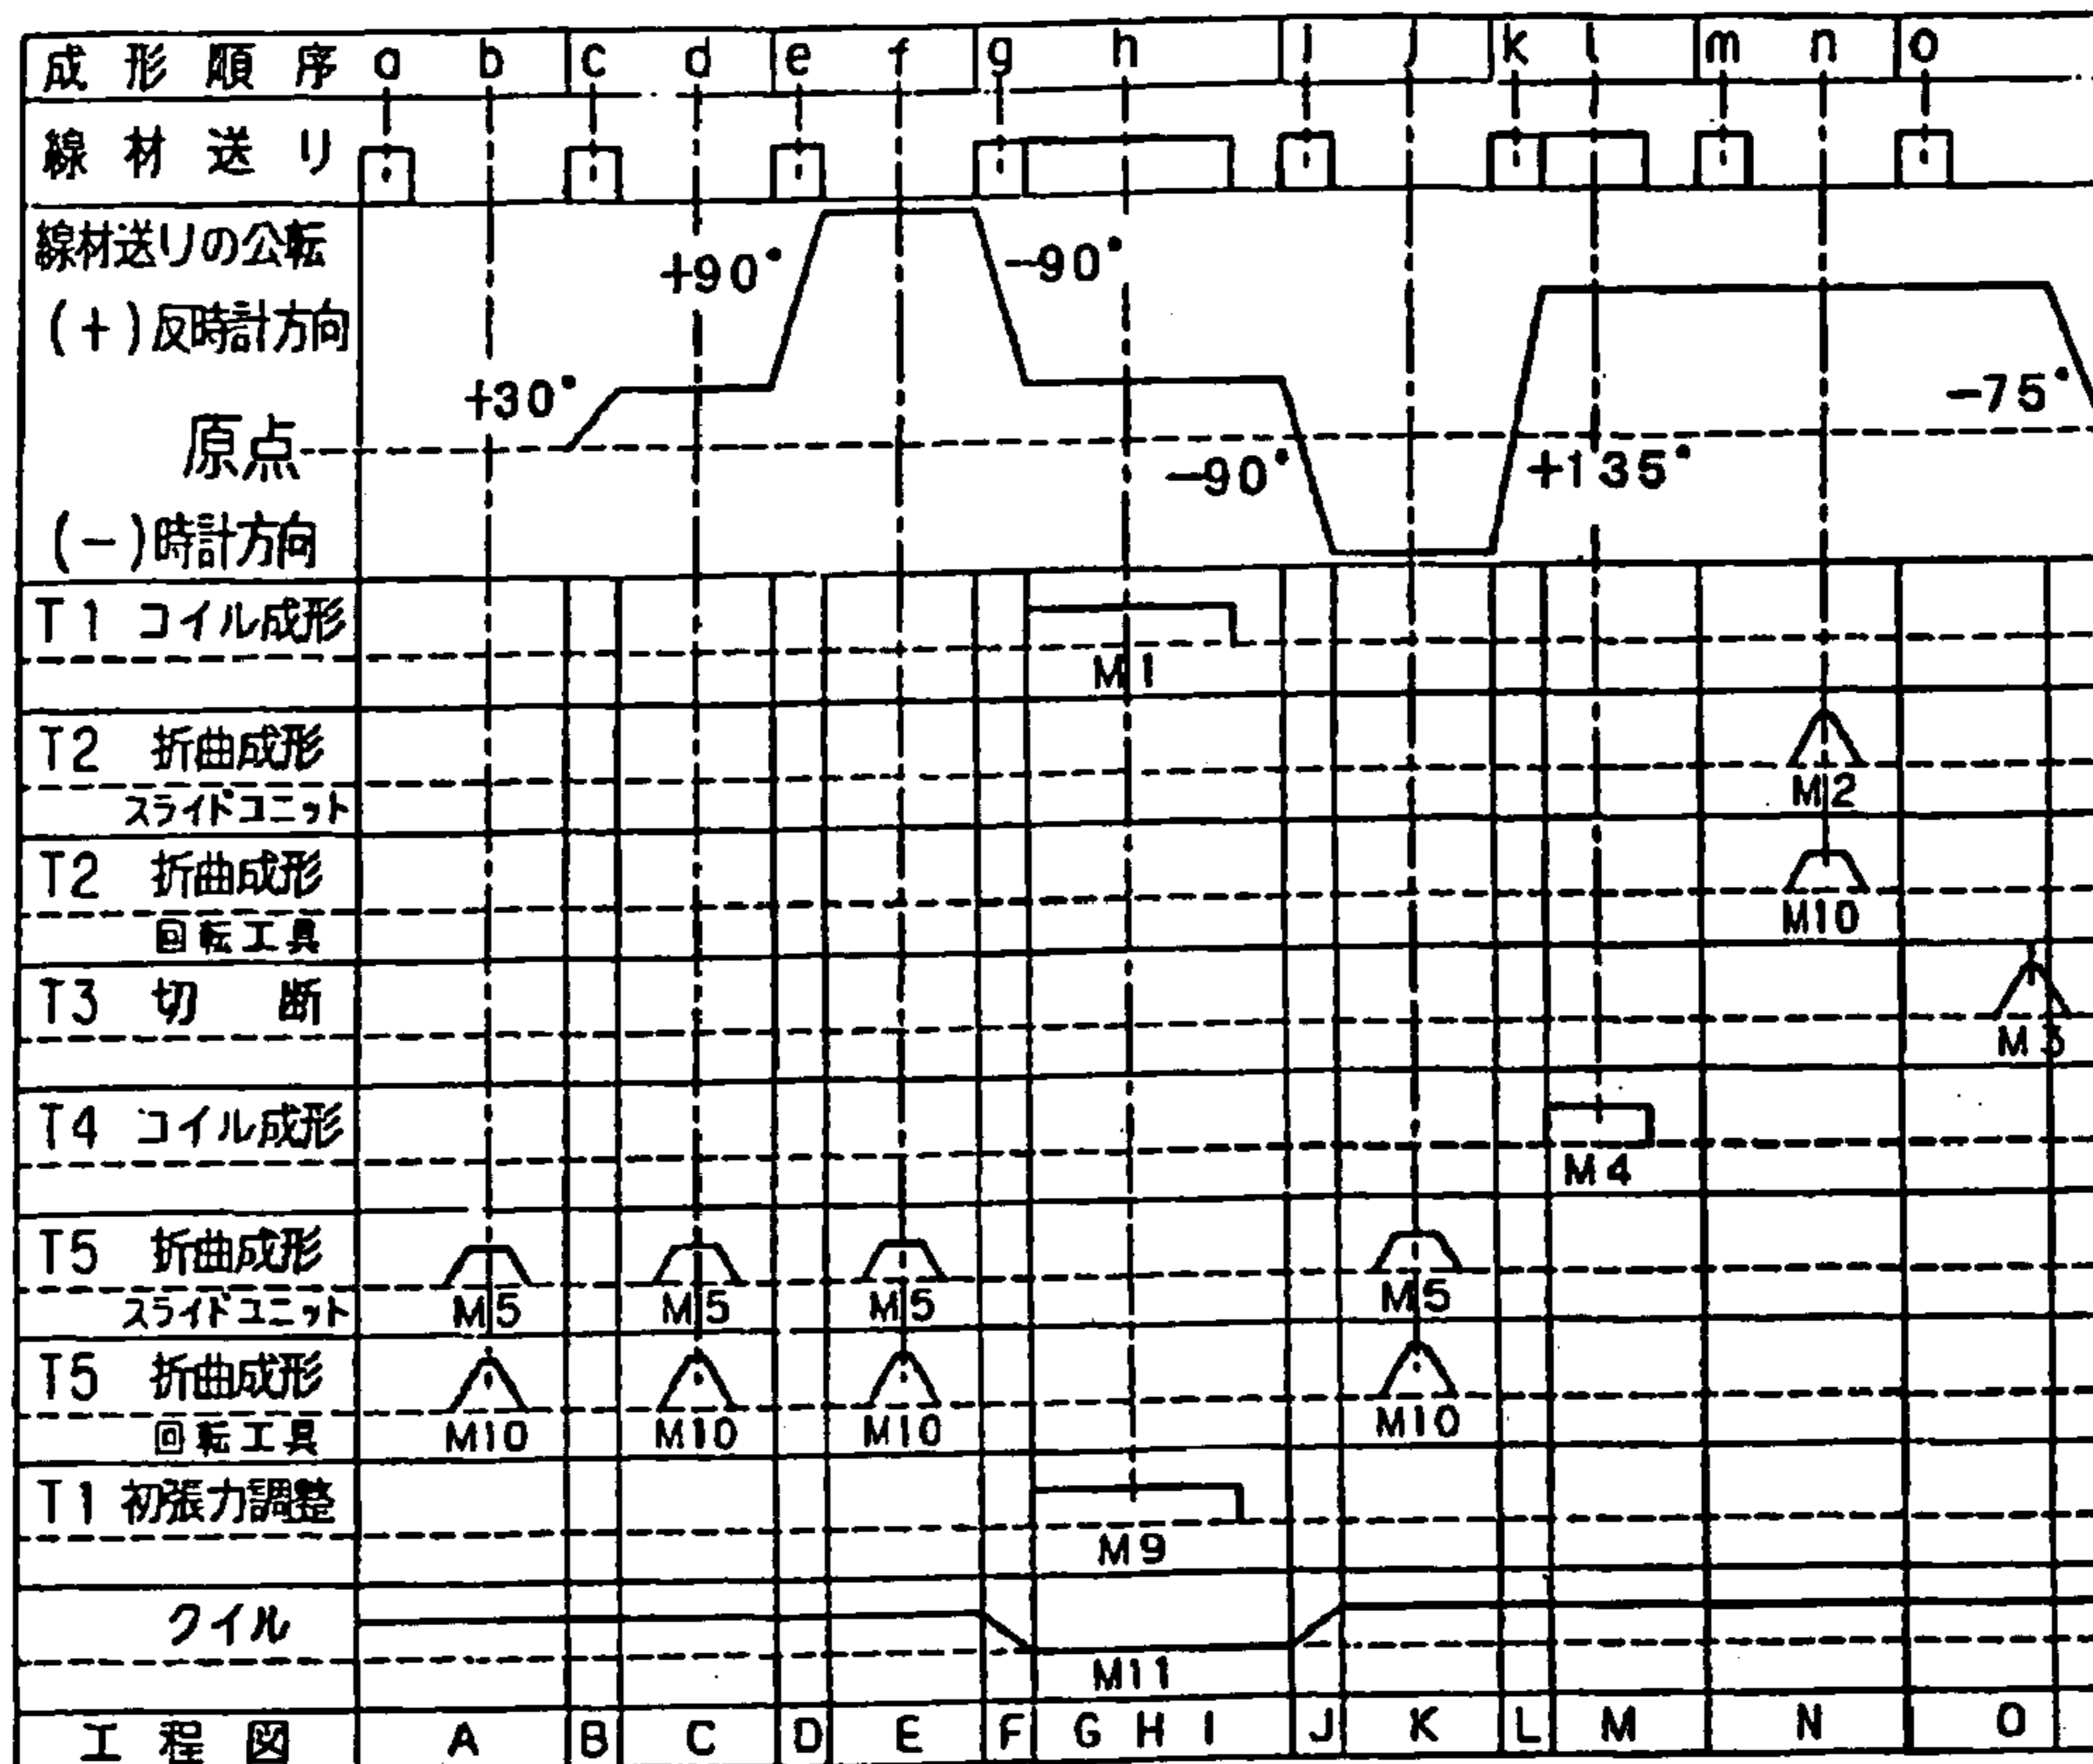 成形順序 a b c d e f g h i j k l m n o
線材送り
線材送りの公転
+90° -90°
(+)反時計方向
+30° -75°
原点
-90° +135°
(-)時計方向
T1 コイル成形
M1
T2 折曲成形
スライドユニット
M2
T2 折曲成形
回転工具
M10
T3 切断
M3
T4 コイル成形
M4
T5 折曲成形
スライドユニット
M5 M5 M5 M5
T5 折曲成形
回転工具
M10 M10 M10 M10
T1 初張力調整
M9
クイル
M11
工程図 A B C D E F G H I J K L M N O